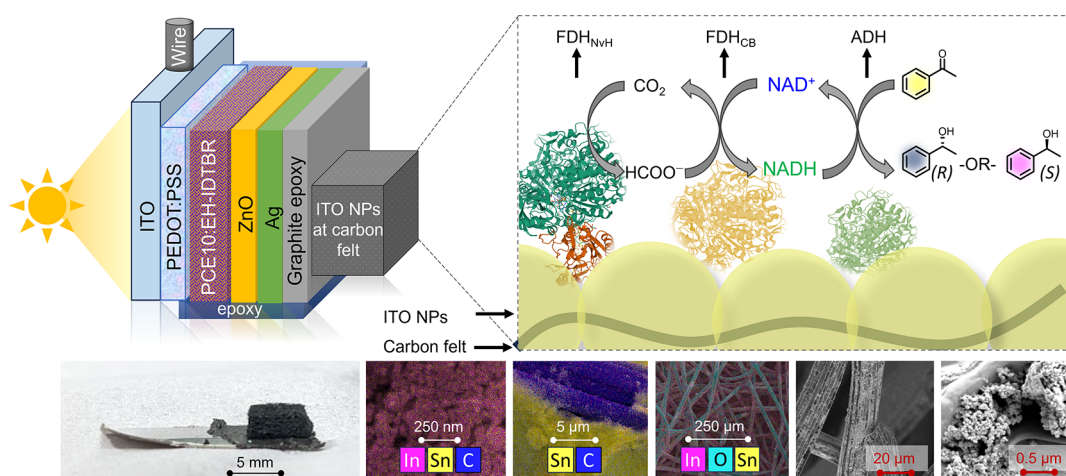 Wire
ITO
PEDOT:PSS
PCE10:EH-IDTBR
ZnO
Ag
Graphite epoxy
ITO NPs
at carbon
felt
epoxy
FDH_NvH
FDH_CB
ADH
CO₂
NAD⁺
O
HCOO⁻
NADH
OH
(R)
-OR-
OH
(S)
ITO NPs
Carbon felt
5 mm
250 nm
In Sn C
5 µm
Sn C
250 µm
In O Sn
20 µm
0.5 µm